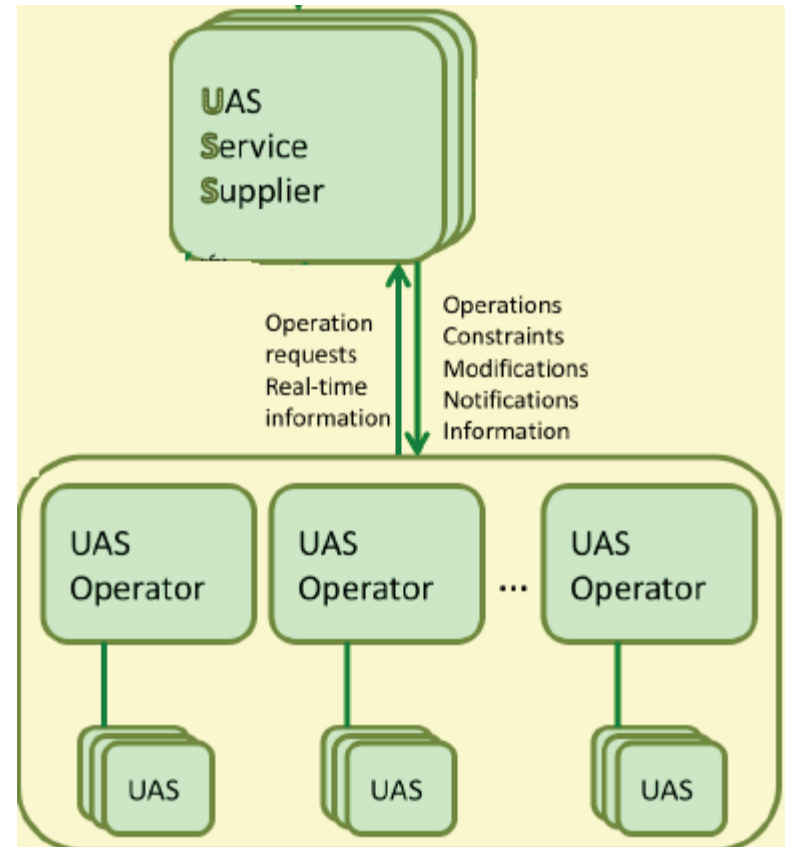 UAS
Service
Supplier
Operation
requests
Real-time
information
Operations
Constraints
Modifications
Notifications
Information
UAS
Operator
UAS
Operator
...
UAS
Operator
UAS
UAS
UAS